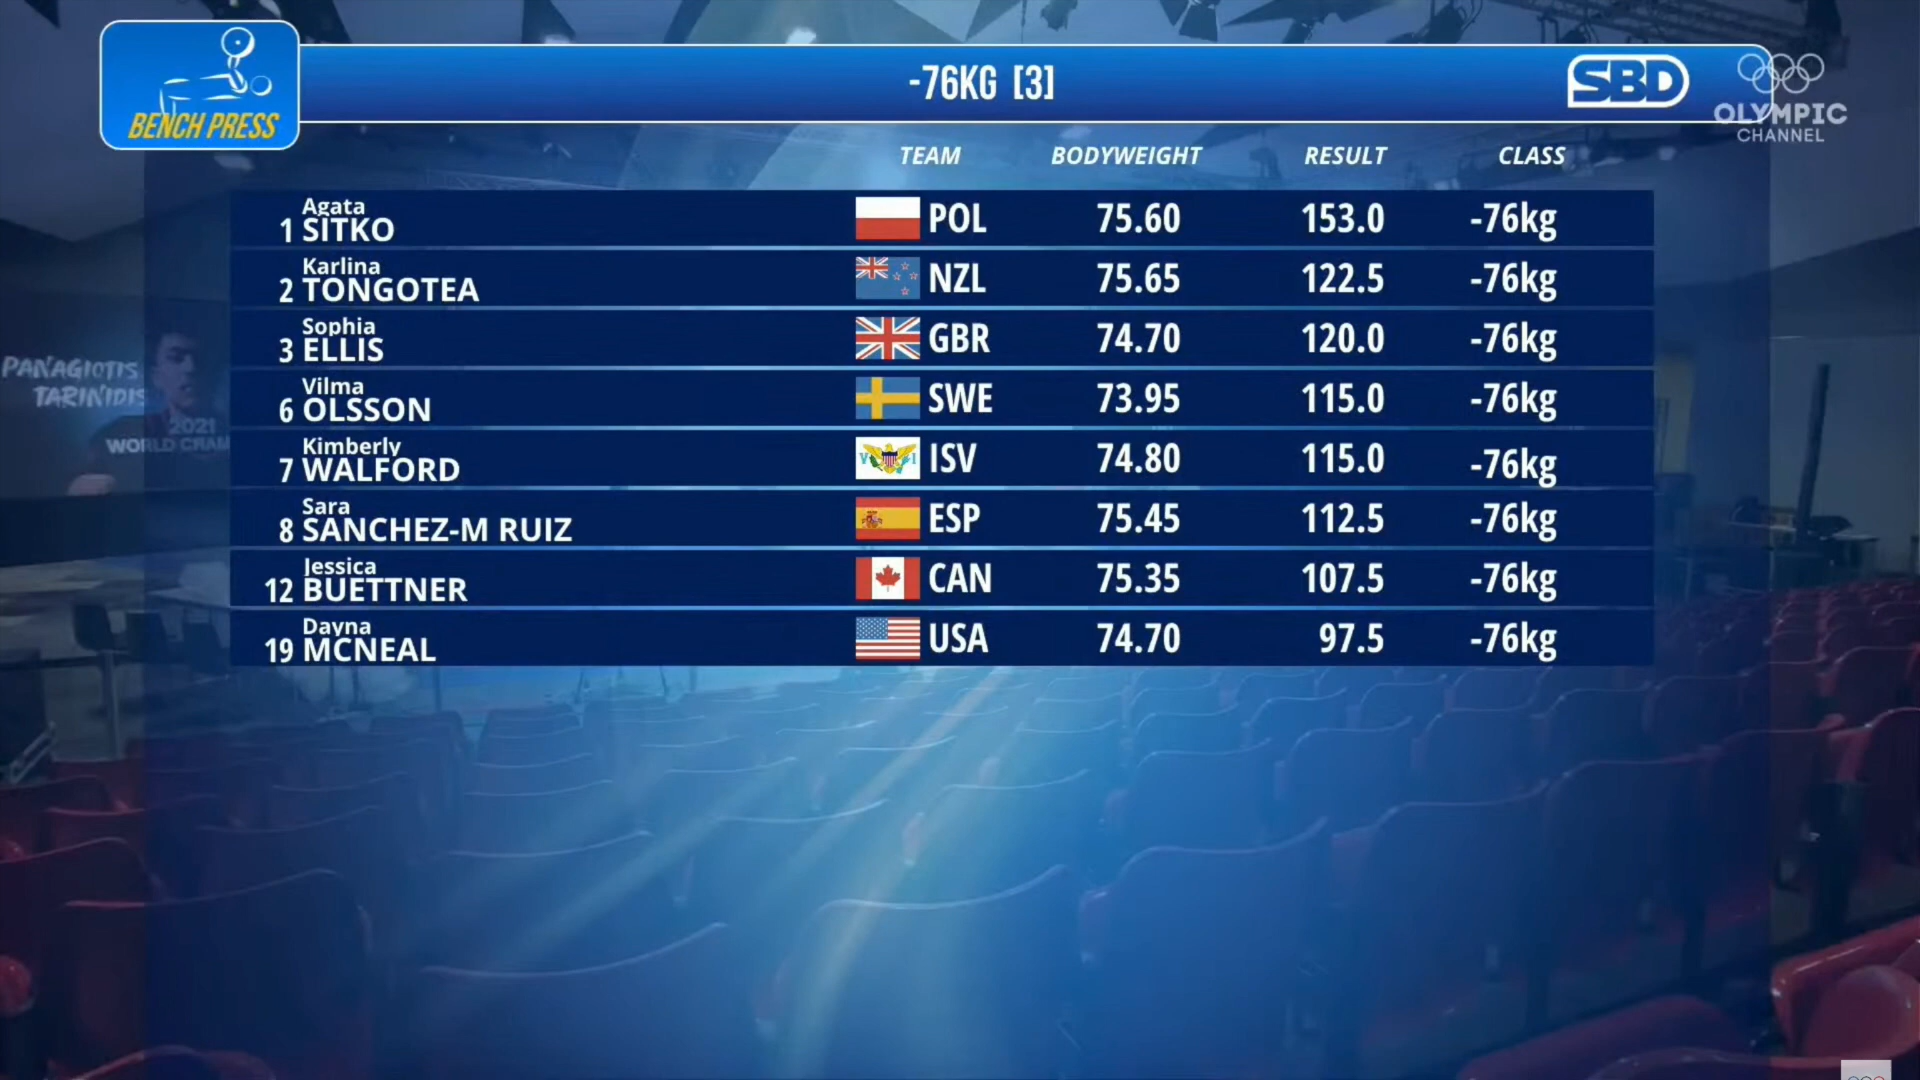 BENCH PRESS
-76KG [3]
SBD
OLYMPIC
CHANNEL
TEAM BODYWEIGHT RESULT CLASS
Agata
1 SITKO POL 75.60 153.0 -76kg
Karlina
2 TONGOTEA NZL 75.65 122.5 -76kg
Sophia
3 ELLIS GBR 74.70 120.0 -76kg
Vilma
6 OLSSON SWE 73.95 115.0 -76kg
Kimberly
7 WALFORD ISV 74.80 115.0 -76kg
Sara
8 SANCHEZ-M RUIZ ESP 75.45 112.5 -76kg
Jessica
12 BUETTNER CAN 75.35 107.5 -76kg
Dayna
19 MCNEAL USA 74.70 97.5 -76kg
PANAGIOTIS
TARINIDIS
2021
WORLD CHAM